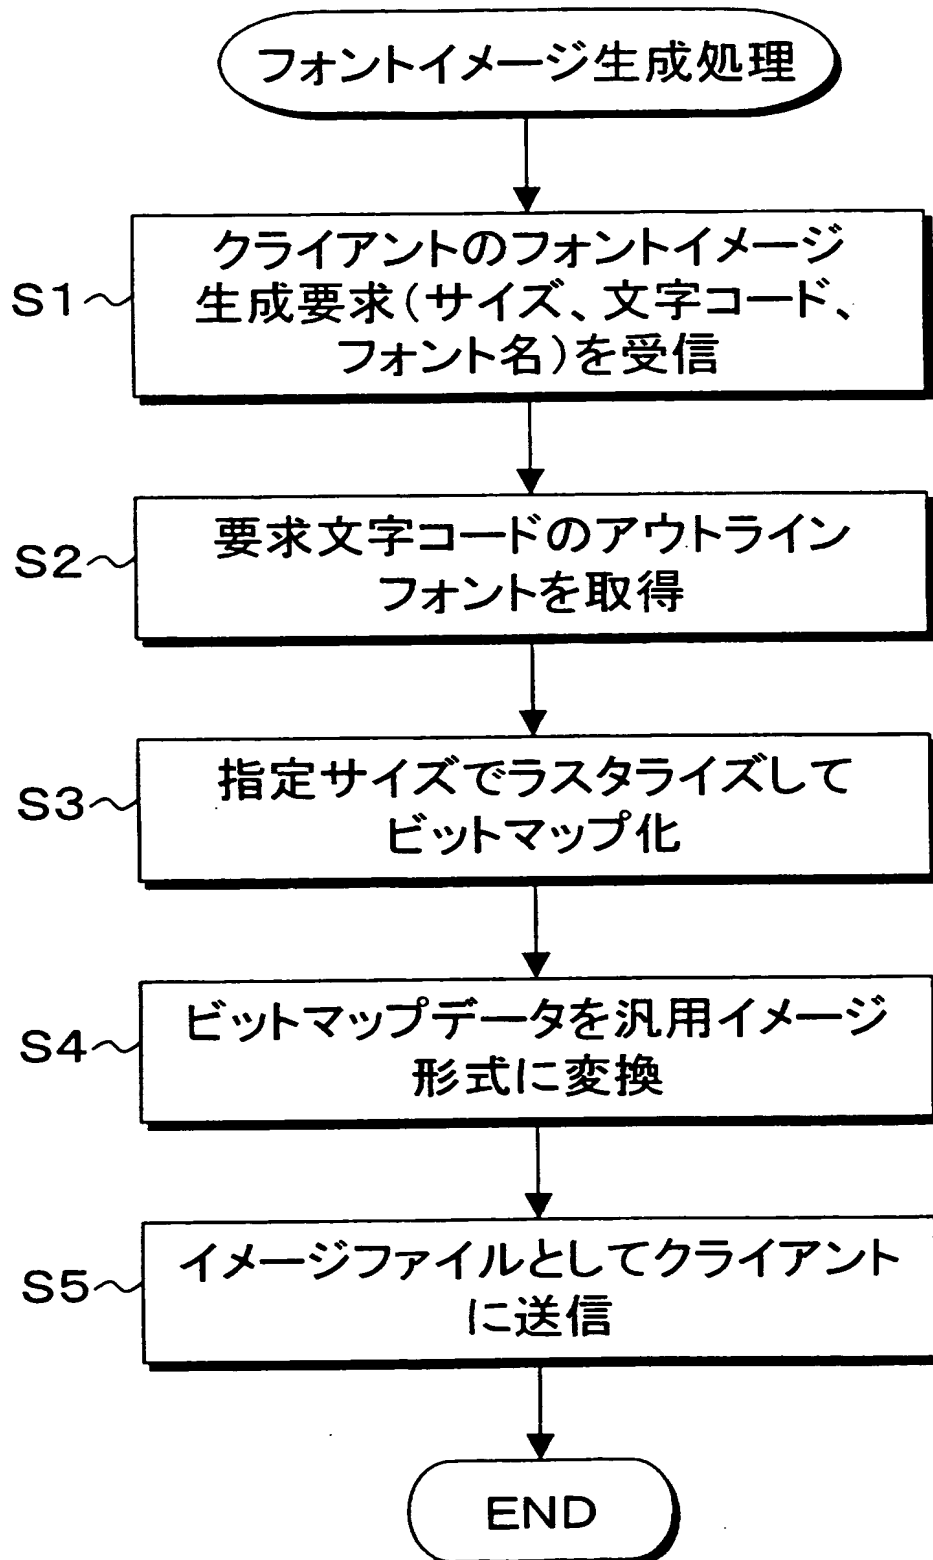 フォントイメージ生成処理
S1
クライアントのフォントイメージ
生成要求(サイズ、文字コード、
フォント名)を受信
S2
要求文字コードのアウトライン
フォントを取得
S3
指定サイズでラスタライズして
ビットマップ化
S4
ビットマップデータを汎用イメージ
形式に変換
S5
イメージファイルとしてクライアント
に送信
END